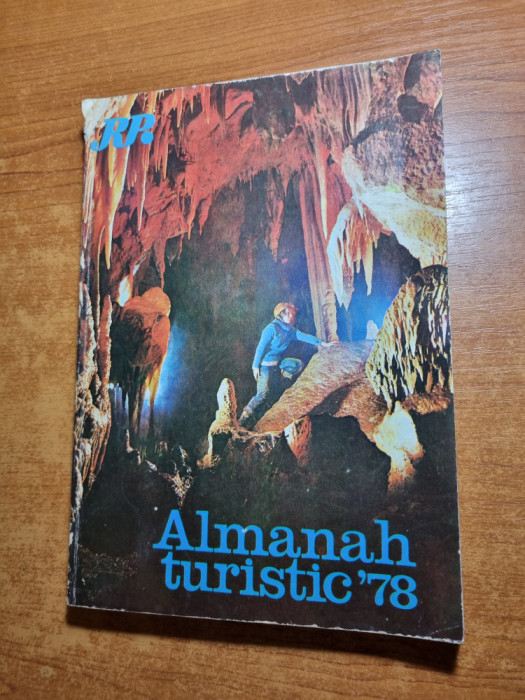 RP.
Almanah
turistic '78